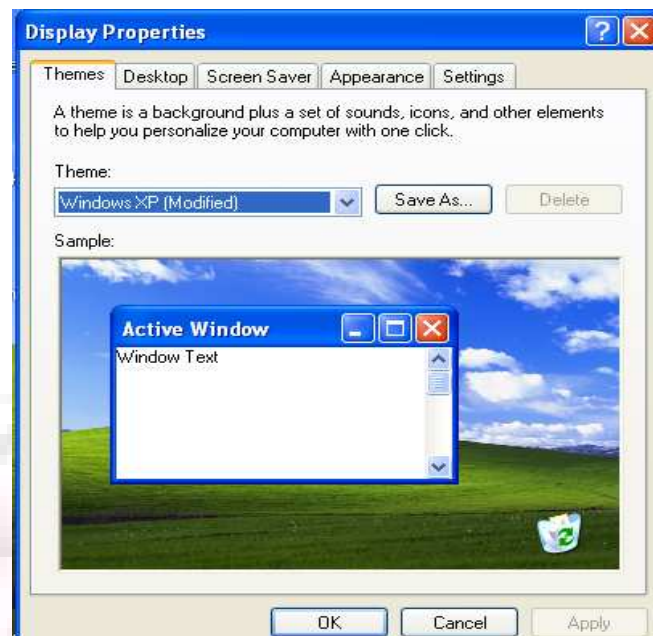 Display Properties
Themes Desktop Screen Saver Appearance Settings
A theme is a background plus a set of sounds, icons, and other elements
to help you personalize your computer with one click.
Theme:
Windows XP (Modified) Save As... Delete
Sample:
Active Window
Window Text
OK Cancel Apply